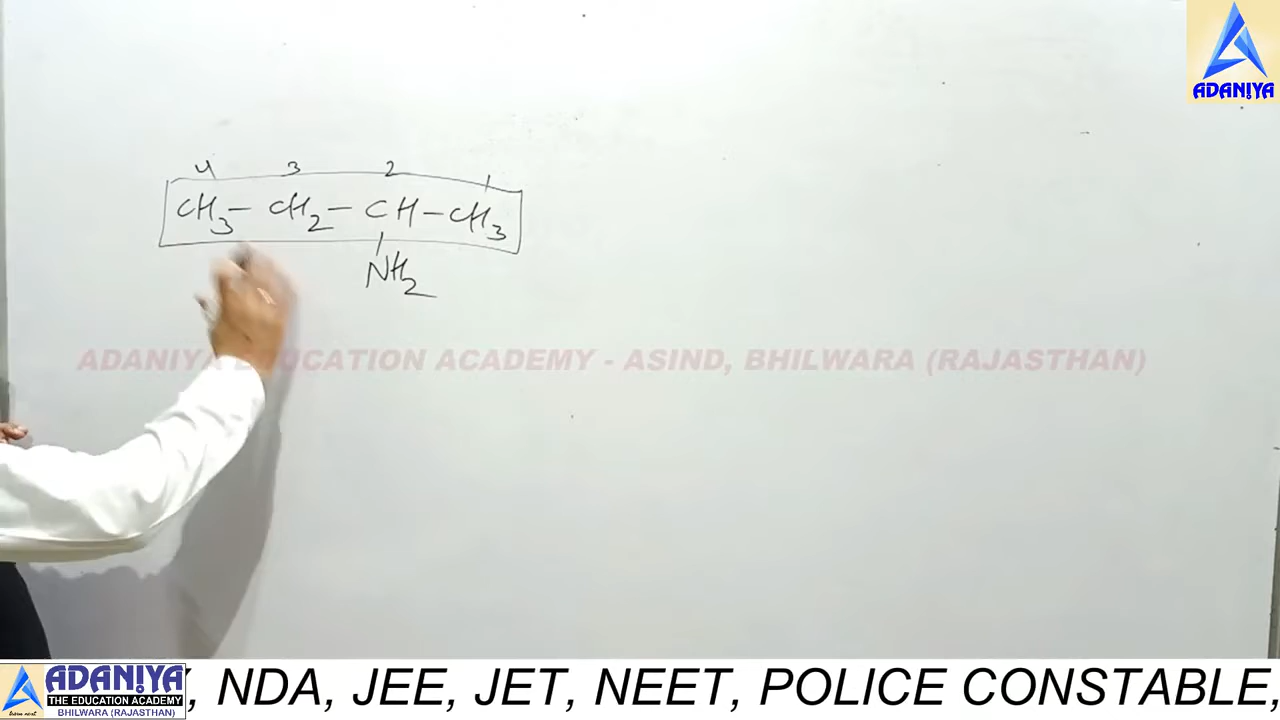 ADANIYA
4 3 2 1
CH3 - CH2 - CH - CH3
NH2
ADANIYA EDUCATION ACADEMY - ASIND, BHILWARA (RAJASTHAN)
ADANIYA
THE EDUCATION ACADEMY
BHILWARA (RAJASTHAN)
, NDA, JEE, JET, NEET, POLICE CONSTABLE,